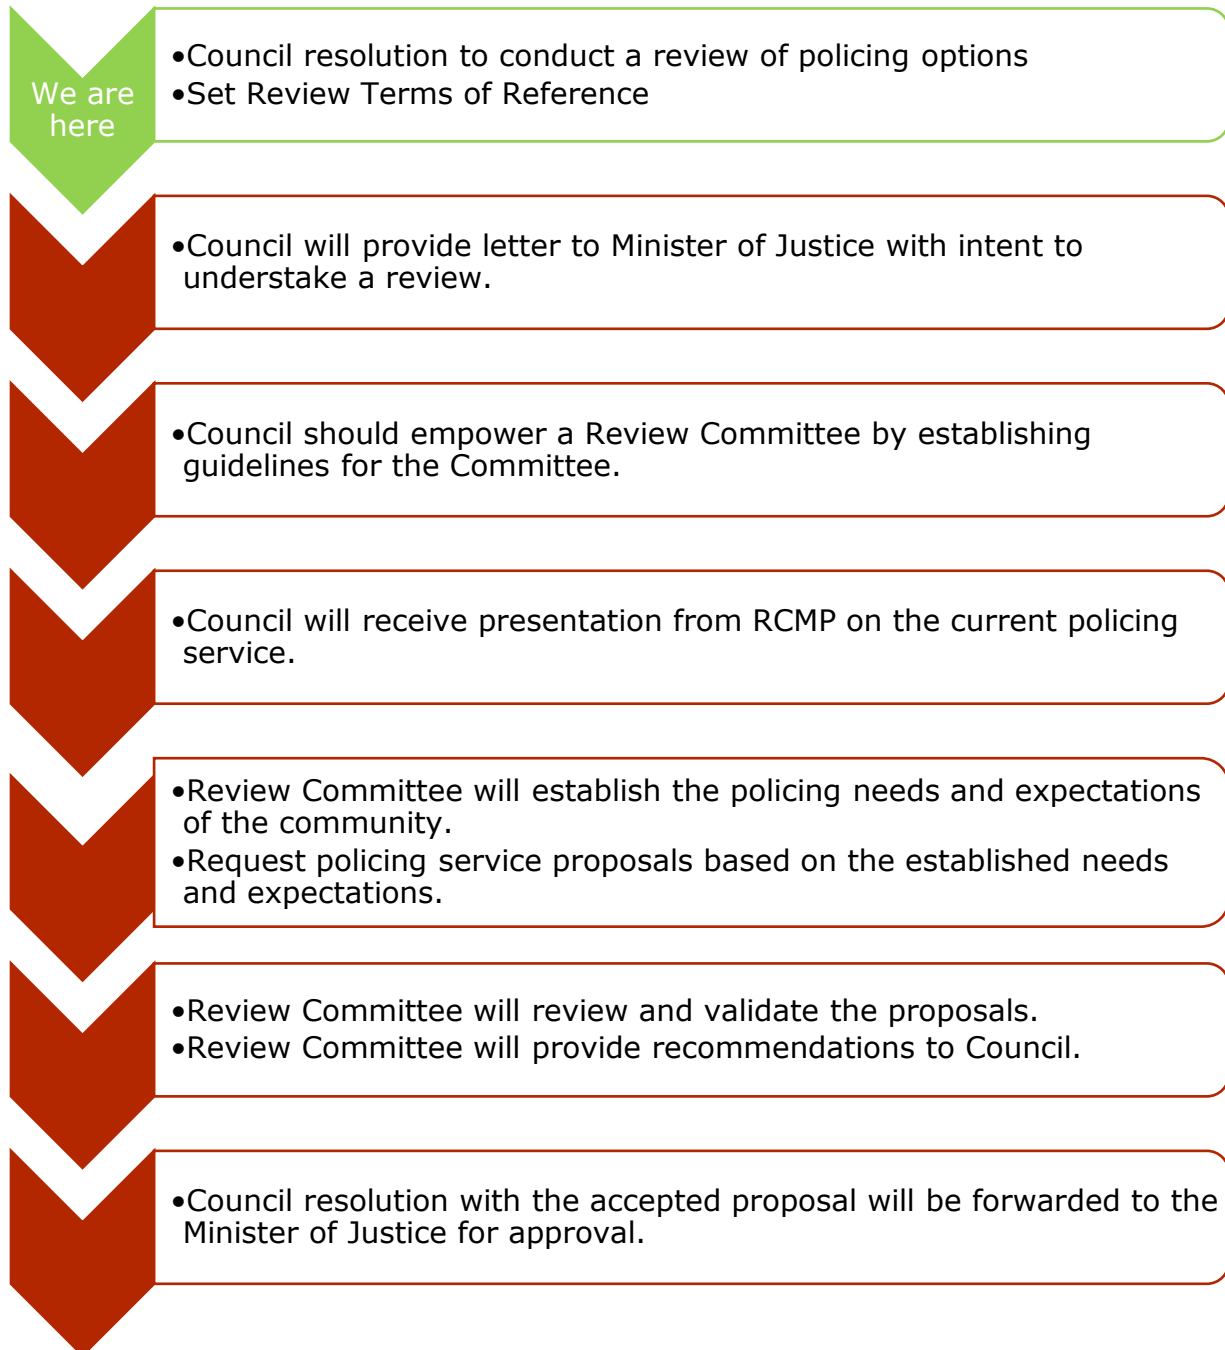 We are
here
•Council resolution to conduct a review of policing options
•Set Review Terms of Reference
•Council will provide letter to Minister of Justice with intent to
understake a review.
•Council should empower a Review Committee by establishing
guidelines for the Committee.
•Council will receive presentation from RCMP on the current policing
service.
•Review Committee will establish the policing needs and expectations
of the community.
•Request policing service proposals based on the established needs
and expectations.
•Review Committee will review and validate the proposals.
•Review Committee will provide recommendations to Council.
•Council resolution with the accepted proposal will be forwarded to the
Minister of Justice for approval.